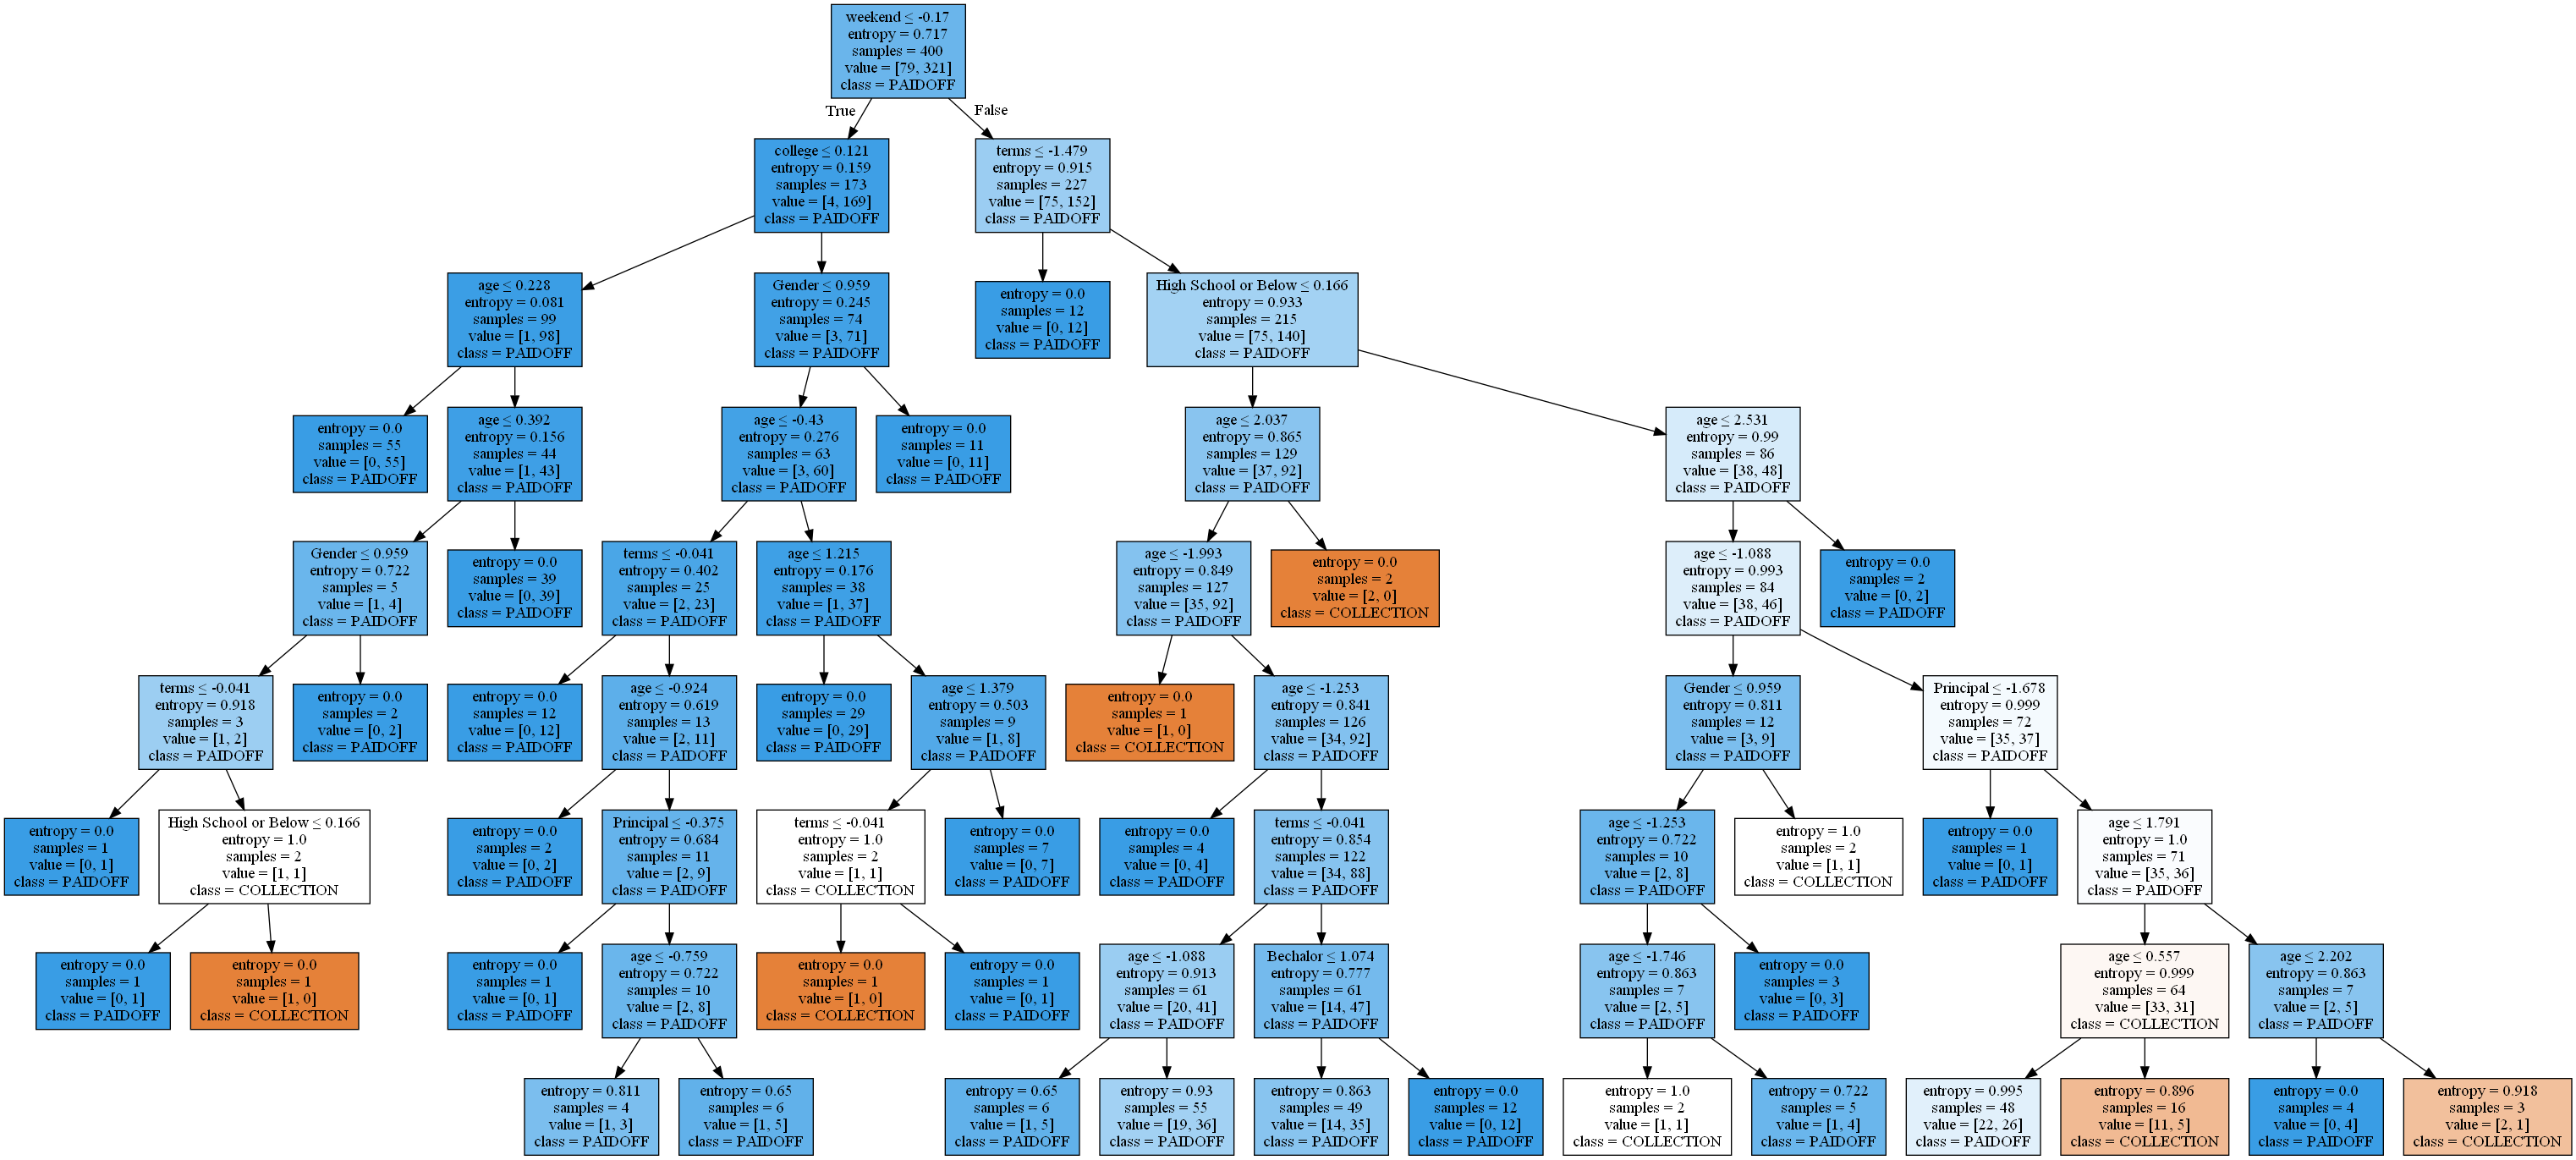 weekend ≤ -0.17
entropy = 0.717
samples = 400
value = [79, 321]
class = PAIDOFF
True
False
college ≤ 0.121
entropy = 0.159
samples = 173
value = [4, 169]
class = PAIDOFF
terms ≤ -1.479
entropy = 0.915
samples = 227
value = [75, 152]
class = PAIDOFF
age ≤ 0.228
entropy = 0.081
samples = 99
value = [1, 98]
class = PAIDOFF
Gender ≤ 0.959
entropy = 0.245
samples = 74
value = [3, 71]
class = PAIDOFF
entropy = 0.0
samples = 12
value = [0, 12]
class = PAIDOFF
High School or Below ≤ 0.166
entropy = 0.933
samples = 215
value = [75, 140]
class = PAIDOFF
entropy = 0.0
samples = 55
value = [0, 55]
class = PAIDOFF
age ≤ 0.392
entropy = 0.156
samples = 44
value = [1, 43]
class = PAIDOFF
age ≤ -0.43
entropy = 0.276
samples = 63
value = [3, 60]
class = PAIDOFF
entropy = 0.0
samples = 11
value = [0, 11]
class = PAIDOFF
age ≤ 2.037
entropy = 0.865
samples = 129
value = [37, 92]
class = PAIDOFF
age ≤ 2.531
entropy = 0.99
samples = 86
value = [38, 48]
class = PAIDOFF
Gender ≤ 0.959
entropy = 0.722
samples = 5
value = [1, 4]
class = PAIDOFF
entropy = 0.0
samples = 39
value = [0, 39]
class = PAIDOFF
terms ≤ -0.041
entropy = 0.402
samples = 25
value = [2, 23]
class = PAIDOFF
age ≤ 1.215
entropy = 0.176
samples = 38
value = [1, 37]
class = PAIDOFF
age ≤ -1.993
entropy = 0.849
samples = 127
value = [35, 92]
class = PAIDOFF
entropy = 0.0
samples = 2
value = [2, 0]
class = COLLECTION
age ≤ -1.088
entropy = 0.993
samples = 84
value = [38, 46]
class = PAIDOFF
entropy = 0.0
samples = 2
value = [0, 2]
class = PAIDOFF
terms ≤ -0.041
entropy = 0.918
samples = 3
value = [1, 2]
class = PAIDOFF
entropy = 0.0
samples = 2
value = [0, 2]
class = PAIDOFF
entropy = 0.0
samples = 12
value = [0, 12]
class = PAIDOFF
age ≤ -0.924
entropy = 0.619
samples = 13
value = [2, 11]
class = PAIDOFF
entropy = 0.0
samples = 29
value = [0, 29]
class = PAIDOFF
age ≤ 1.379
entropy = 0.503
samples = 9
value = [1, 8]
class = PAIDOFF
entropy = 0.0
samples = 1
value = [1, 0]
class = COLLECTION
age ≤ -1.253
entropy = 0.841
samples = 126
value = [34, 92]
class = PAIDOFF
Gender ≤ 0.959
entropy = 0.811
samples = 12
value = [3, 9]
class = PAIDOFF
Principal ≤ -1.678
entropy = 0.999
samples = 72
value = [35, 37]
class = PAIDOFF
entropy = 0.0
samples = 1
value = [0, 1]
class = PAIDOFF
High School or Below ≤ 0.166
entropy = 1.0
samples = 2
value = [1, 1]
class = COLLECTION
entropy = 0.0
samples = 2
value = [0, 2]
class = PAIDOFF
Principal ≤ -0.375
entropy = 0.684
samples = 11
value = [2, 9]
class = PAIDOFF
terms ≤ -0.041
entropy = 1.0
samples = 2
value = [1, 1]
class = COLLECTION
entropy = 0.0
samples = 7
value = [0, 7]
class = PAIDOFF
entropy = 0.0
samples = 4
value = [0, 4]
class = PAIDOFF
terms ≤ -0.041
entropy = 0.854
samples = 122
value = [34, 88]
class = PAIDOFF
age ≤ -1.253
entropy = 0.722
samples = 10
value = [2, 8]
class = PAIDOFF
entropy = 1.0
samples = 2
value = [1, 1]
class = COLLECTION
entropy = 0.0
samples = 1
value = [0, 1]
class = PAIDOFF
age ≤ 1.791
entropy = 1.0
samples = 71
value = [35, 36]
class = PAIDOFF
entropy = 0.0
samples = 1
value = [0, 1]
class = PAIDOFF
entropy = 0.0
samples = 1
value = [1, 0]
class = COLLECTION
entropy = 0.0
samples = 1
value = [0, 1]
class = PAIDOFF
age ≤ -0.759
entropy = 0.722
samples = 10
value = [2, 8]
class = PAIDOFF
entropy = 0.0
samples = 1
value = [1, 0]
class = COLLECTION
entropy = 0.0
samples = 1
value = [0, 1]
class = PAIDOFF
age ≤ -1.088
entropy = 0.913
samples = 61
value = [20, 41]
class = PAIDOFF
Bechalor ≤ 1.074
entropy = 0.777
samples = 61
value = [14, 47]
class = PAIDOFF
age ≤ -1.746
entropy = 0.863
samples = 7
value = [2, 5]
class = PAIDOFF
entropy = 0.0
samples = 3
value = [0, 3]
class = PAIDOFF
age ≤ 0.557
entropy = 0.999
samples = 64
value = [33, 31]
class = COLLECTION
age ≤ 2.202
entropy = 0.863
samples = 7
value = [2, 5]
class = PAIDOFF
entropy = 0.811
samples = 4
value = [1, 3]
class = PAIDOFF
entropy = 0.65
samples = 6
value = [1, 5]
class = PAIDOFF
entropy = 0.65
samples = 6
value = [1, 5]
class = PAIDOFF
entropy = 0.93
samples = 55
value = [19, 36]
class = PAIDOFF
entropy = 0.863
samples = 49
value = [14, 35]
class = PAIDOFF
entropy = 0.0
samples = 12
value = [0, 12]
class = PAIDOFF
entropy = 1.0
samples = 2
value = [1, 1]
class = COLLECTION
entropy = 0.722
samples = 5
value = [1, 4]
class = PAIDOFF
entropy = 0.995
samples = 48
value = [22, 26]
class = PAIDOFF
entropy = 0.896
samples = 16
value = [11, 5]
class = COLLECTION
entropy = 0.0
samples = 4
value = [0, 4]
class = PAIDOFF
entropy = 0.918
samples = 3
value = [2, 1]
class = COLLECTION